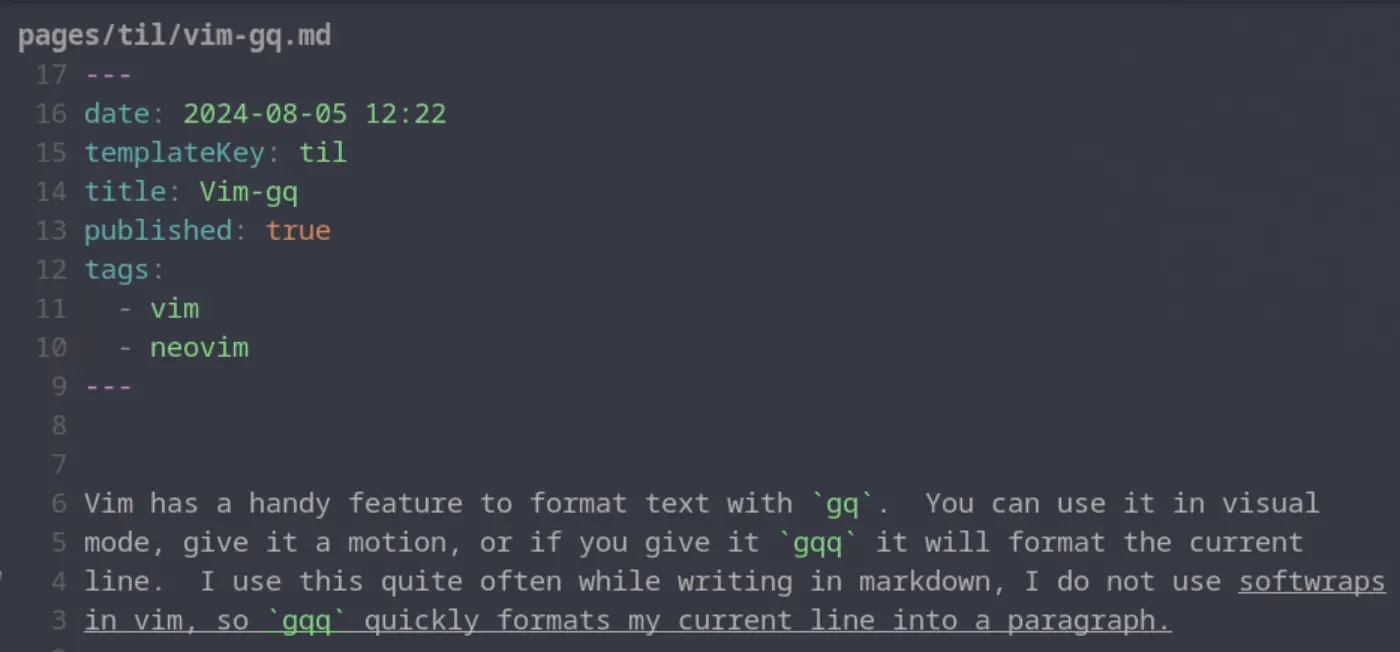 pages/til/vim-gq.md
17 ---
16 date: 2024-08-05 12:22
15 templateKey: til
14 title: Vim-gq
13 published: true
12 tags:
11   - vim
10   - neovim
9 ---
8
7
6 Vim has a handy feature to format text with `gq`.  You can use it in visual
5 mode, give it a motion, or if you give it `gqq` it will format the current
4 line.  I use this quite often while writing in markdown, I do not use softwraps
3 in vim, so `gqq` quickly formats my current line into a paragraph.